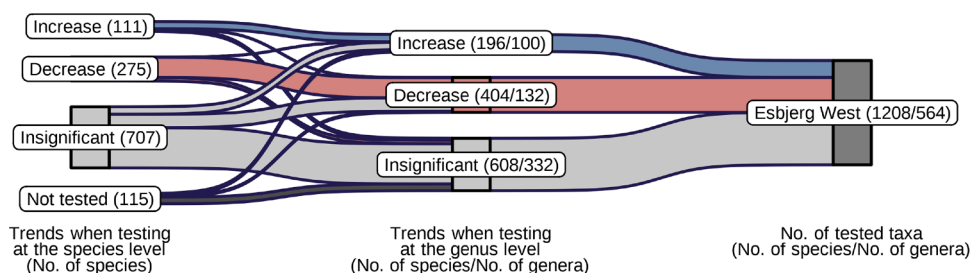 Increase (111)
Decrease (275)
Insignificant (707)
Not tested (115)
Increase (196/100)
Decrease (404/132)
Insignificant (608/332)
Esbjerg West (1208/564)
Trends when testing
at the species level
(No. of species)
Trends when testing
at the genus level
(No. of species/No. of genera)
No. of tested taxa
(No. of species/No. of genera)